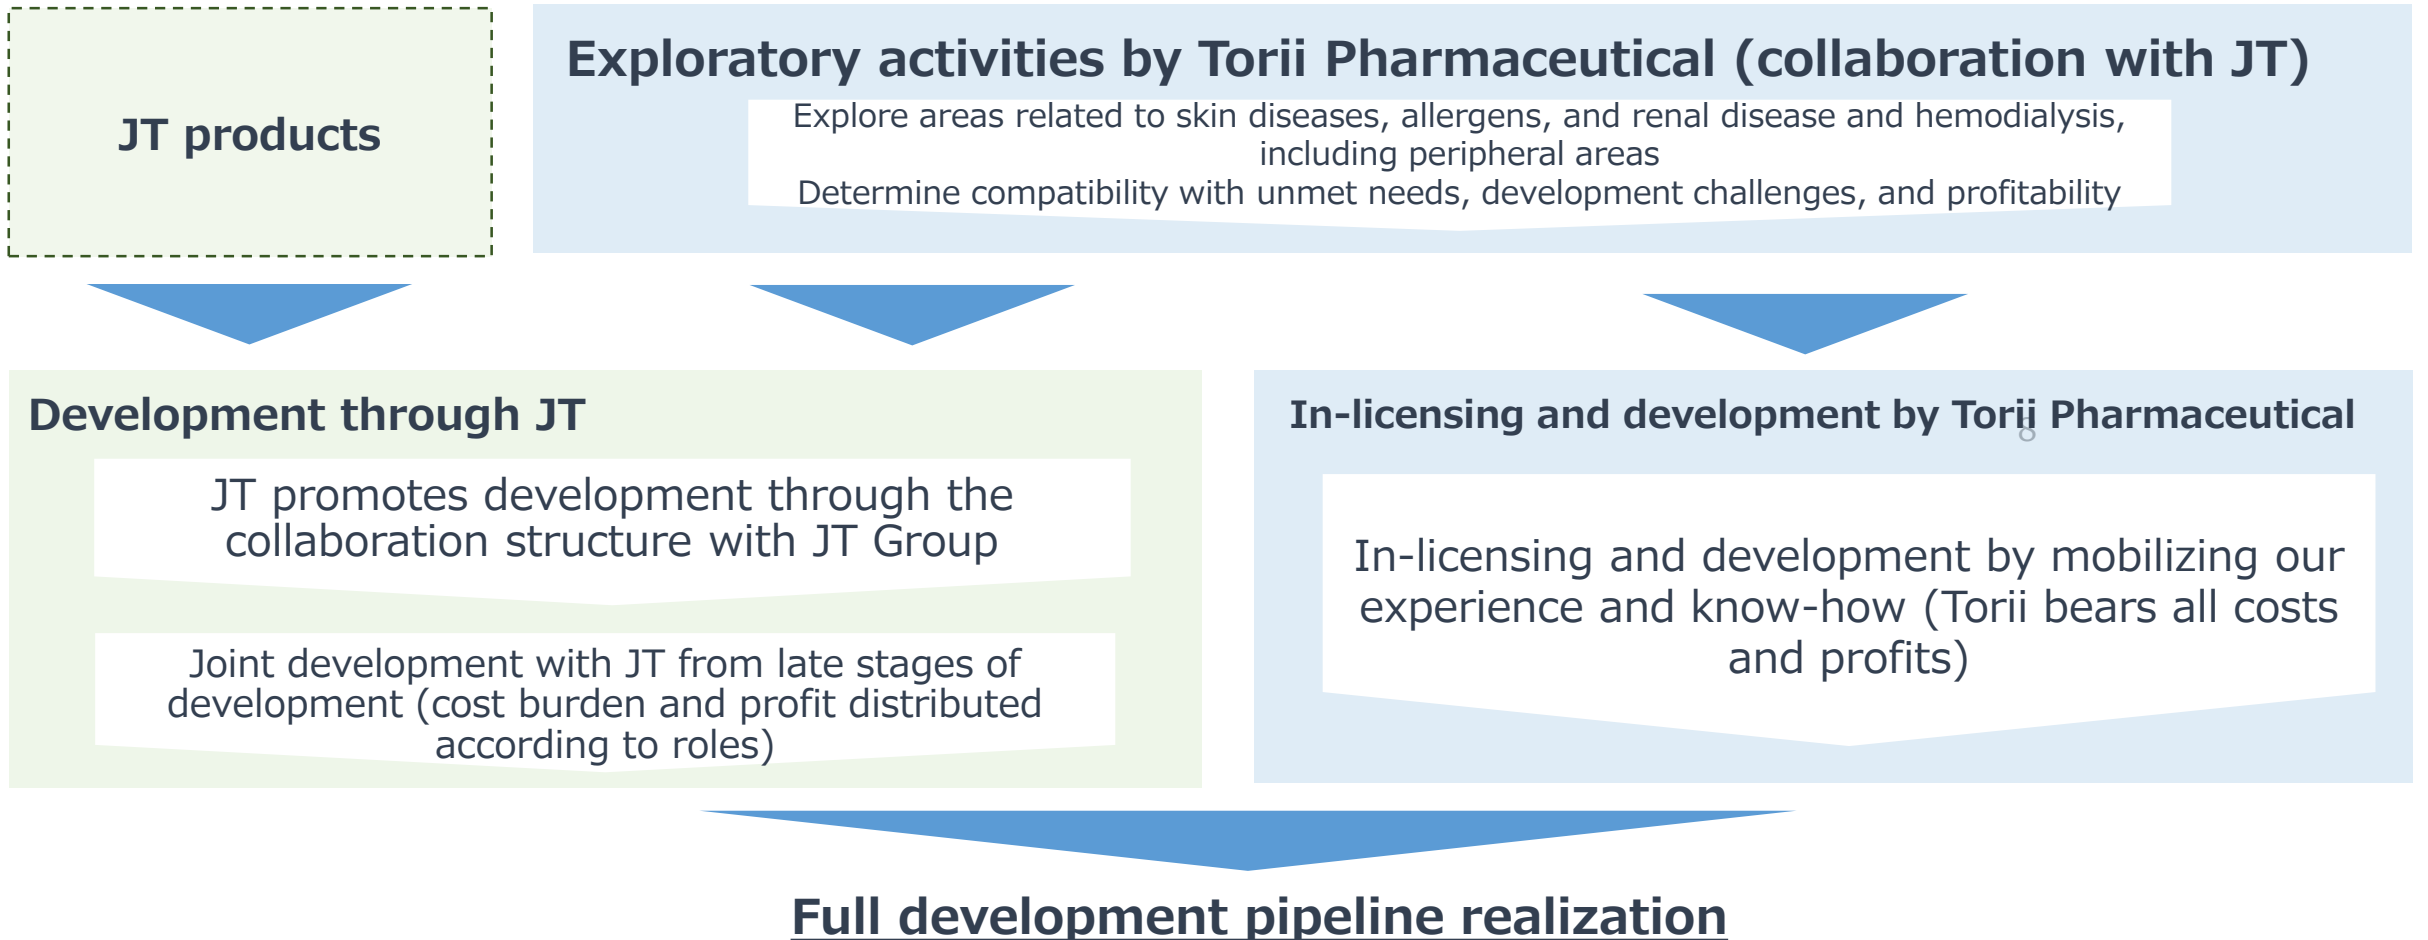 JT products
Exploratory activities by Torii Pharmaceutical (collaboration with JT)
Explore areas related to skin diseases, allergens, and renal disease and hemodialysis,
including peripheral areas
Determine compatibility with unmet needs, development challenges, and profitability
Development through JT
JT promotes development through the
collaboration structure with JT Group
Joint development with JT from late stages of
development (cost burden and profit distributed
according to roles)
In-licensing and development by Torii Pharmaceutical
8
In-licensing and development by mobilizing our
experience and know-how (Torii bears all costs
and profits)
Full development pipeline realization